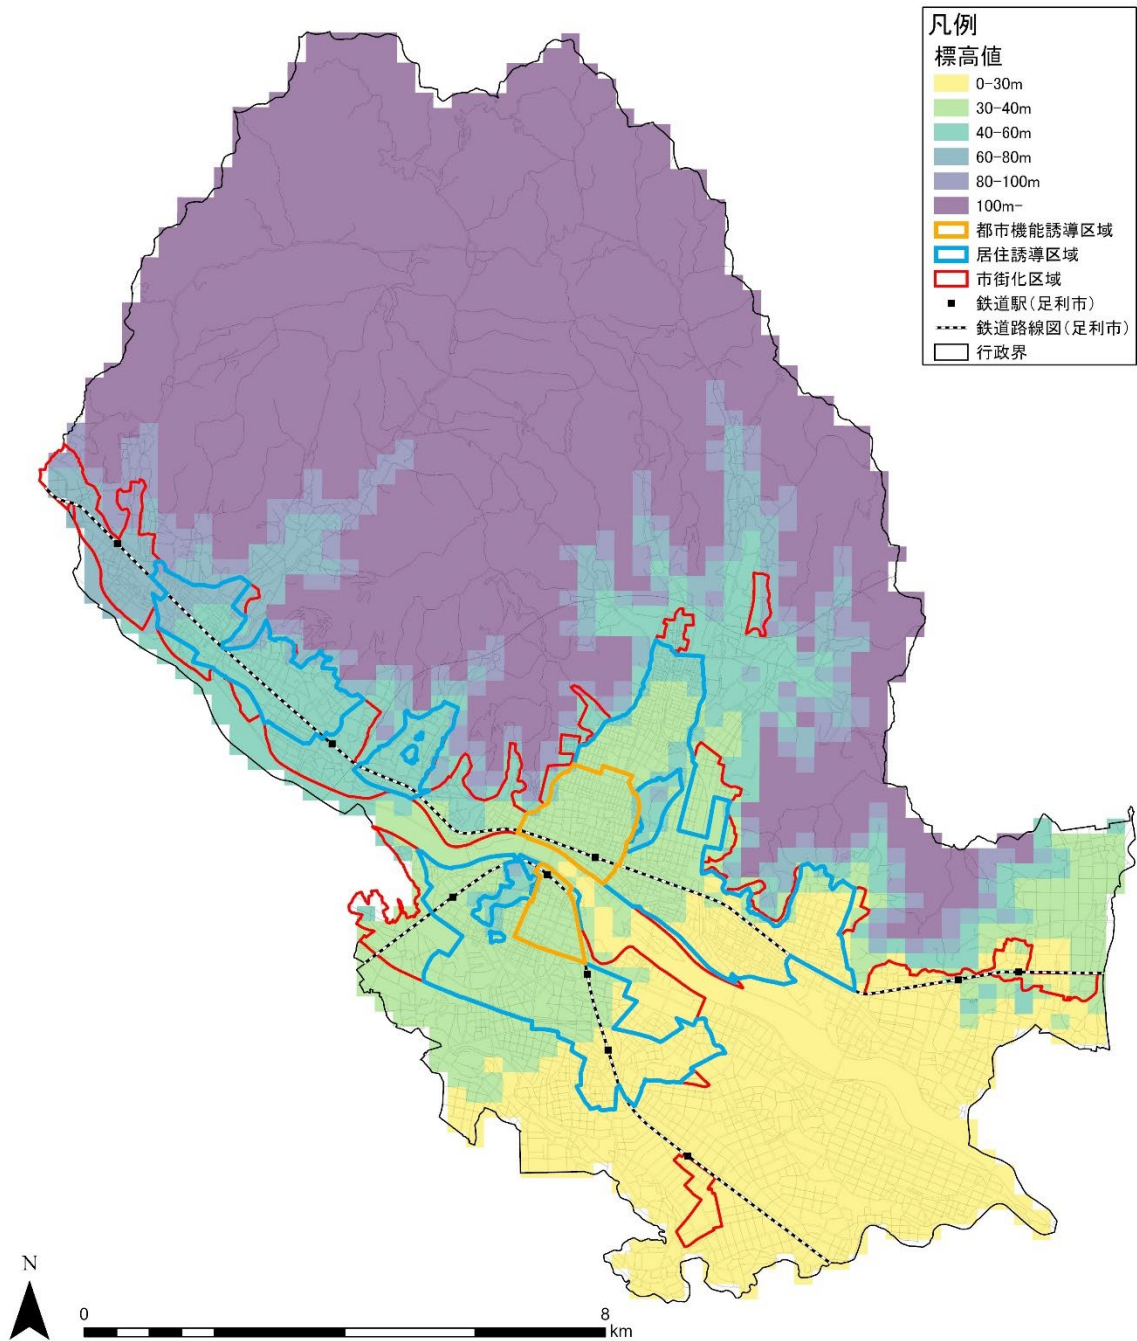 凡例
標高値
0-30m
30-40m
40-60m
60-80m
80-100m
100m-
都市機能誘導区域
居住誘導区域
市街化区域
鉄道駅(足利市)
鉄道路線図(足利市)
行政界
N
0 8
km